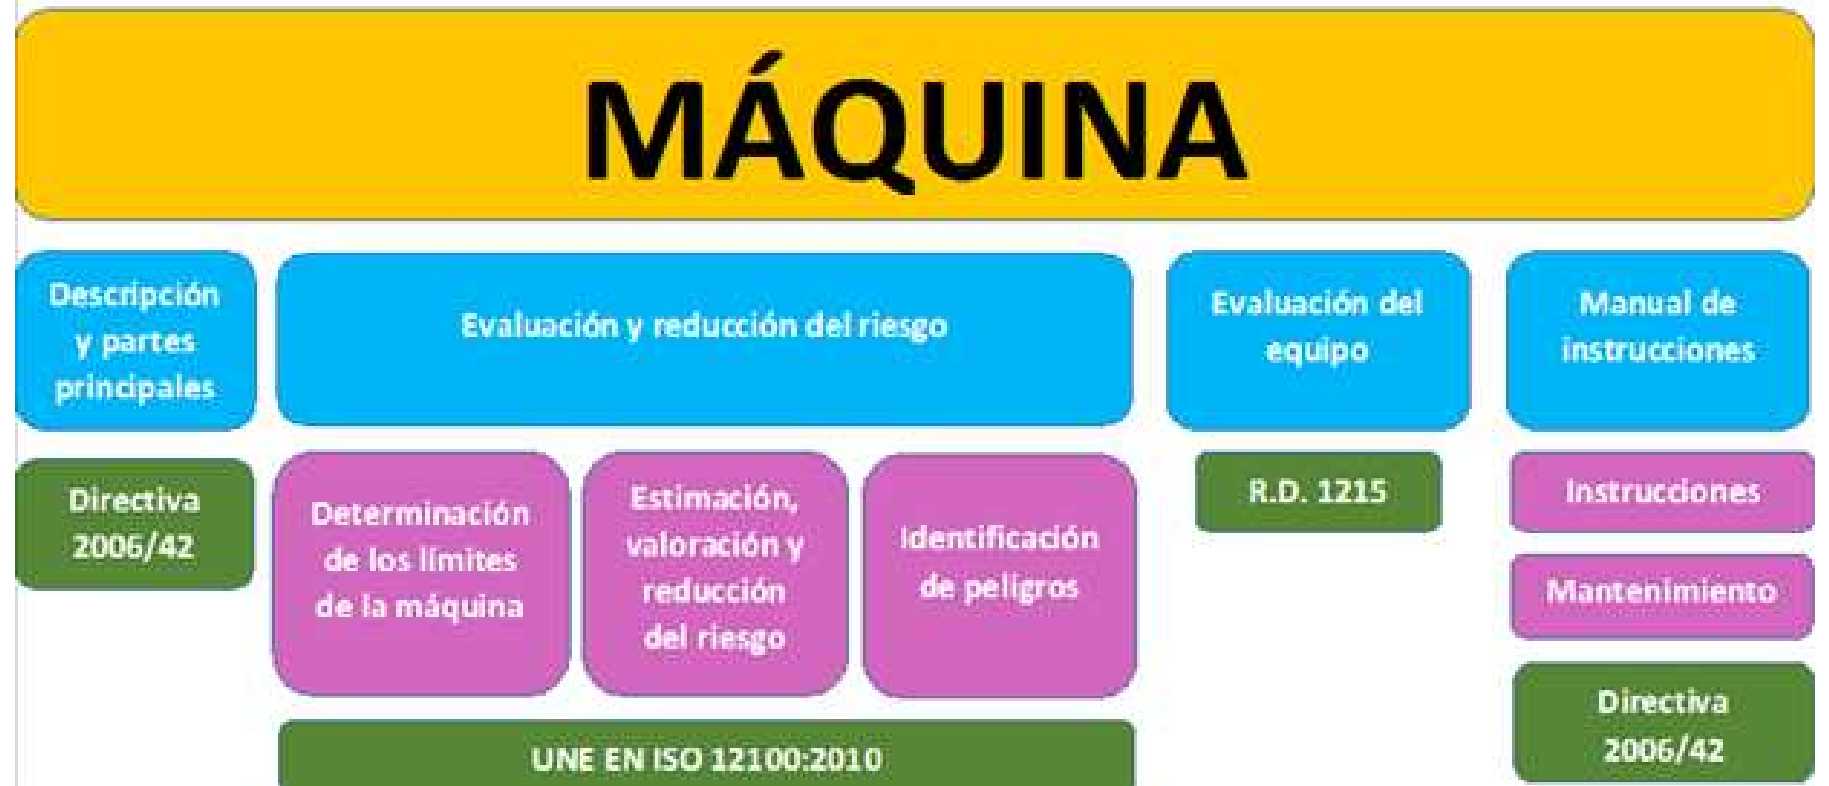 MÁQUINA
Descripción
y partes
principales
Evaluación y reducción del riesgo
Evaluación del
equipo
Manual de
instrucciones
Directiva
2006/42
Determinación
de los límites
de la máquina
Estimación,
valoración y
reducción
del riesgo
Identificación
de peligros
R.D. 1215
Instrucciones
Mantenimiento
Directiva
2006/42
UNE EN ISO 12100:2010